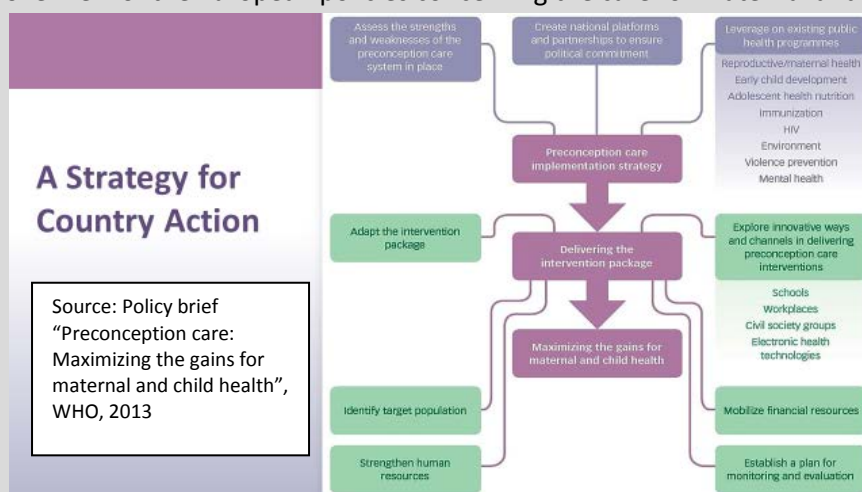 Assess the strengths
and weaknesses of the
preconception care
system in place
Create national platforms
and partnerships to ensure
political commitment
Leverage on existing public
health programmes
Reproductive/maternal health
Early child development
Adolescent health nutrition
Immunization
HIV
Environment
Violence prevention
Mental health
A Strategy for
Country Action
Preconception care
implementation strategy
Adapt the intervention
package
Delivering the
intervention package
Explore innovative ways
and channels in delivering
preconception care
interventions
Schools
Workplaces
Civil society groups
Electronic health
technologies
Source: Policy brief
“Preconception care:
Maximizing the gains for
maternal and child health”,
WHO, 2013
Maximizing the gains for
maternal and child health
Identify target population
Mobilize financial resources
Strengthen human
resources
Establish a plan for
monitoring and evaluation